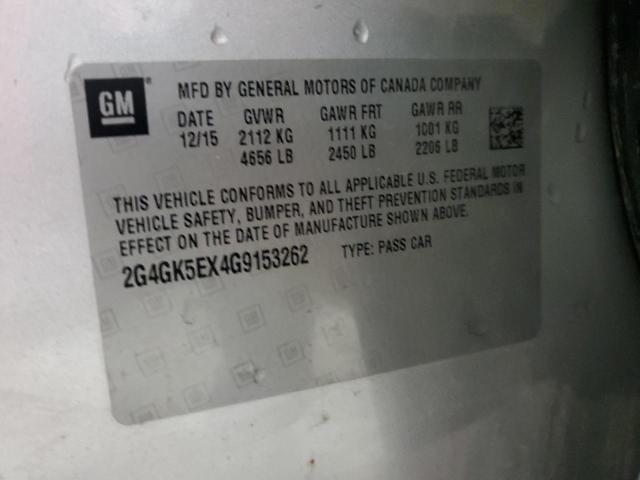 GM
MFD BY GENERAL MOTORS OF CANADA COMPANY
DATE GVWR GAWR FRT GAWR RR
12/15 2112 KG 1111 KG 1001 KG
4656 LB 2450 LB 2206 LB
THIS VEHICLE CONFORMS TO ALL APPLICABLE U.S. FEDERAL MOTOR
VEHICLE SAFETY, BUMPER, AND THEFT PREVENTION STANDARDS IN
EFFECT ON THE DATE OF MANUFACTURE SHOWN ABOVE.
2G4GK5EX4G9153262 TYPE: PASS CAR